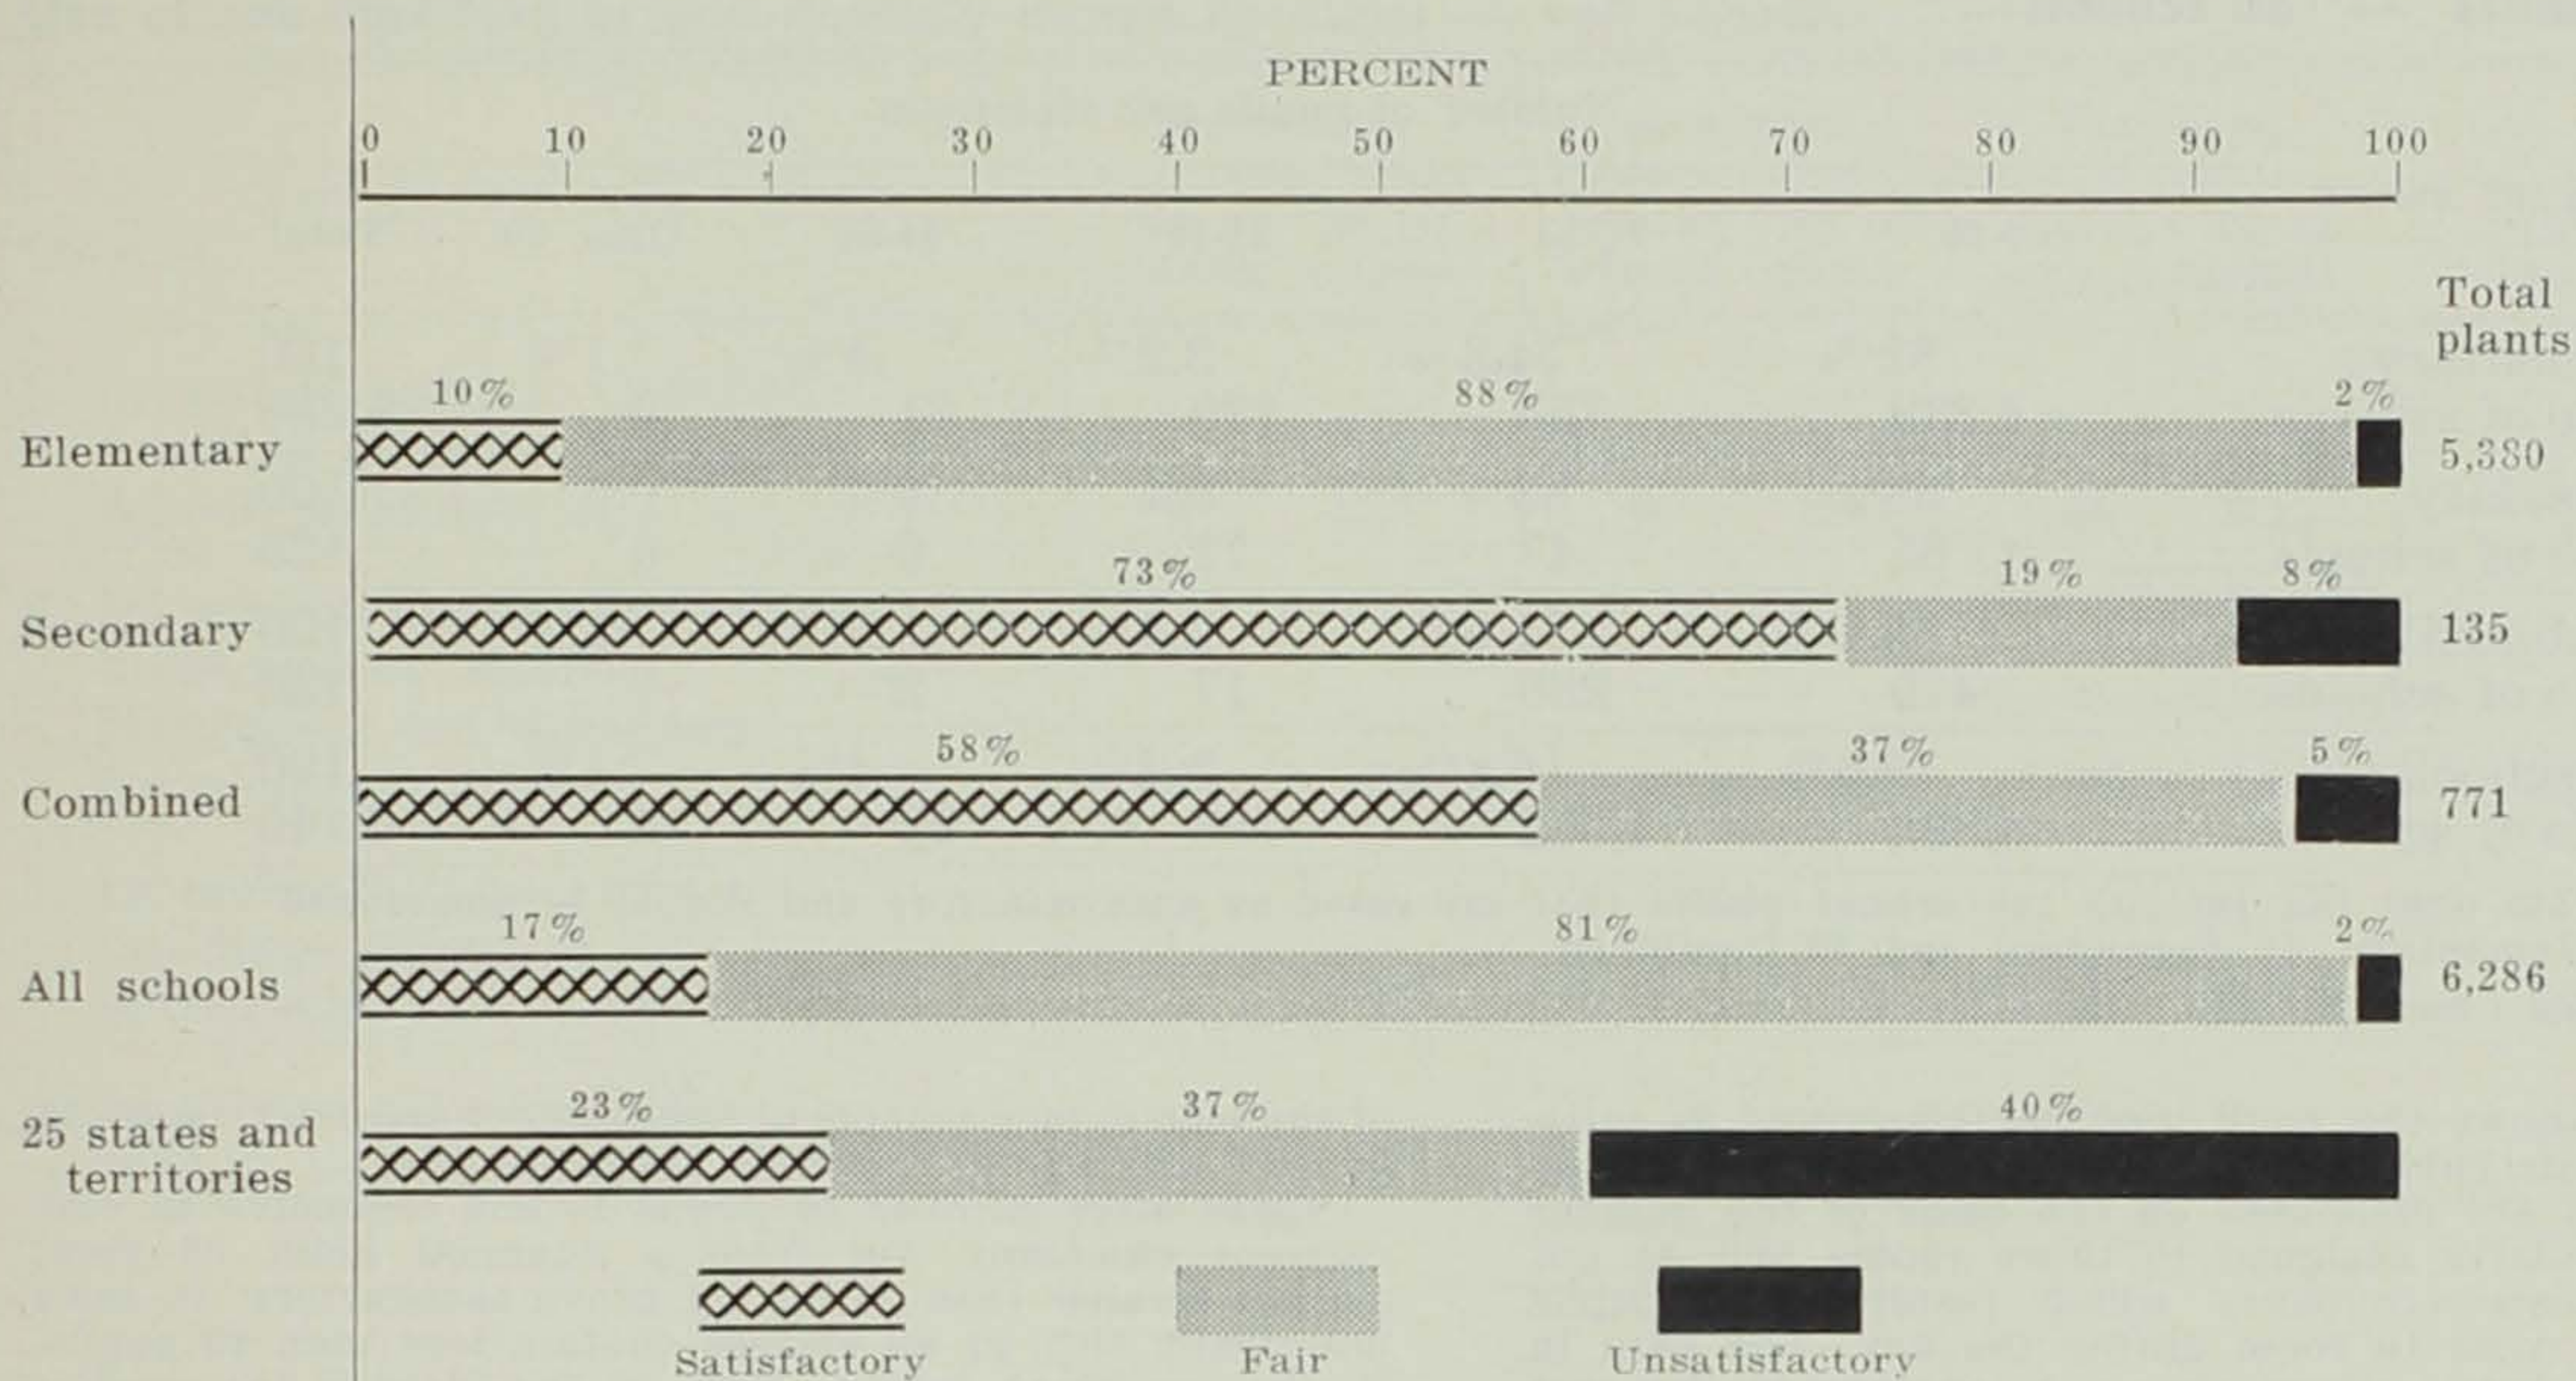 PERCENT
0 10 20 30 40 50 60 70 80 90 100
Total
plants
10% 88% 2%
Elementary 5,380
73% 19% 8%
Secondary 135
58% 37% 5%
Combined 771
17% 81% 2%
All schools 6,286
23% 37% 40%
25 states and
territories
Satisfactory Fair Unsatisfactory